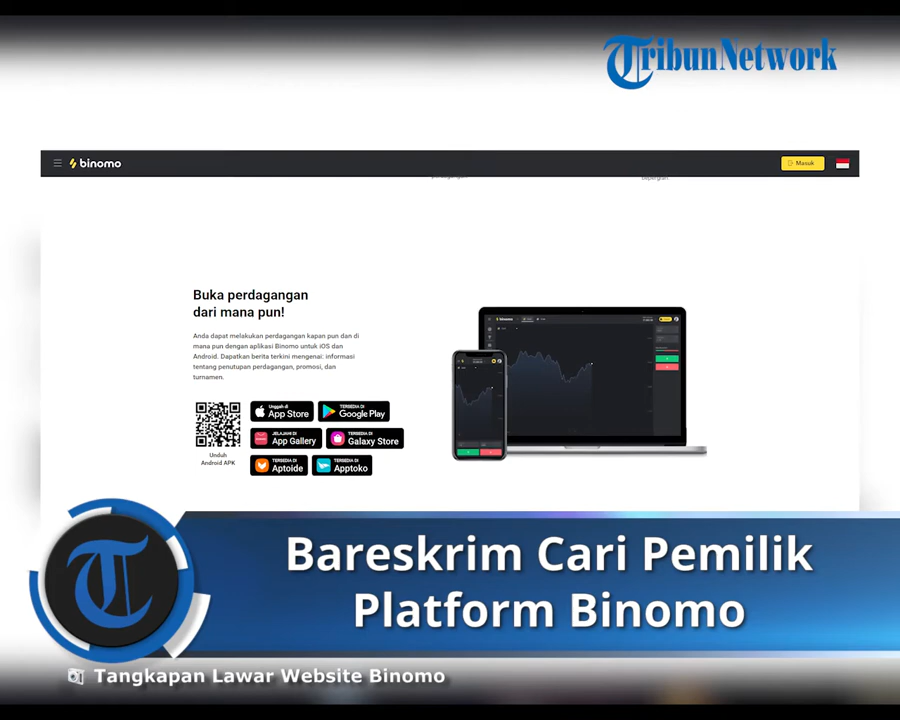 TribunNetwork
binomo
Masuk
Buka perdagangan
dari mana pun!
Anda dapat melakukan perdagangan kapan pun dan di
mana pun dengan aplikasi Binomo untuk iOS dan
Android. Dapatkan berita terkini mengenai: informasi
tentang penutupan perdagangan, promosi, dan
turnamen.
Unggah di
App Store
TERSEDIA DI
Google Play
JELAJAHI DI
App Gallery
TERSEDIA DI
Galaxy Store
TERSEDIA DI
Aptoide
TERSEDIA DI
Apptoko
Unduh
Android APK
binomo
Bareskrim Cari Pemilik
Platform Binomo
T
Tangkapan Lawar Website Binomo